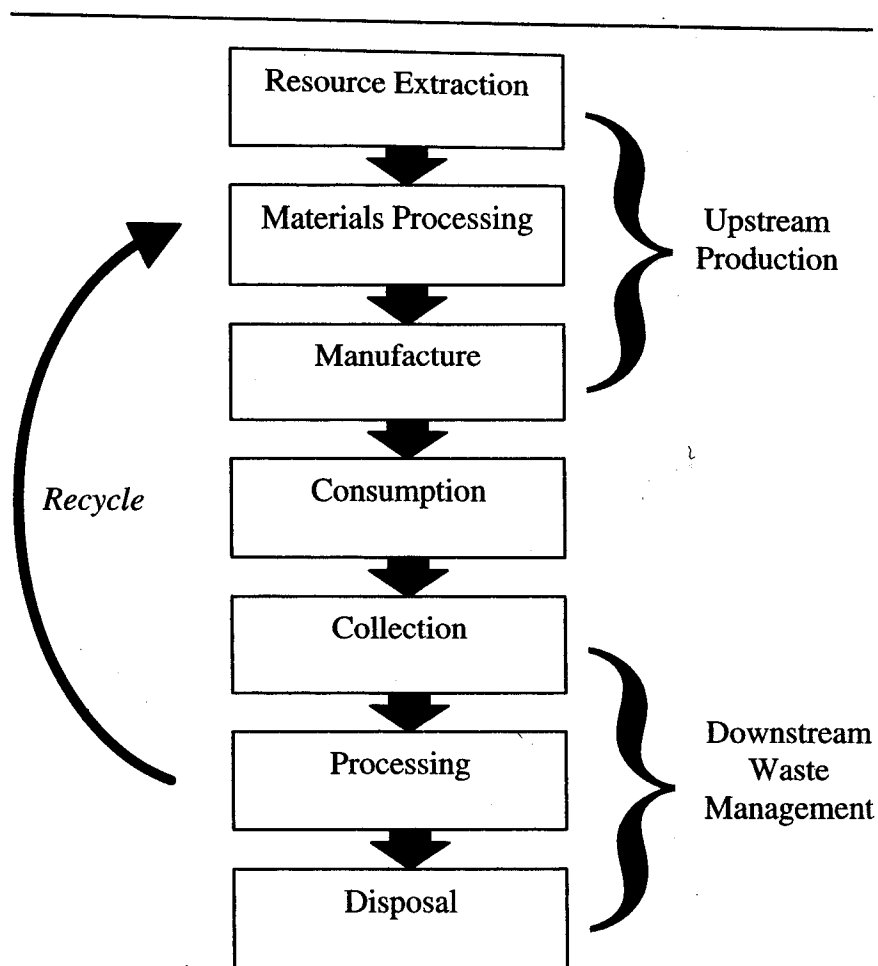 Resource Extraction
Materials Processing
Upstream
Production
Manufacture
Recycle
Consumption
Collection
Processing
Downstream
Waste
Management
Disposal